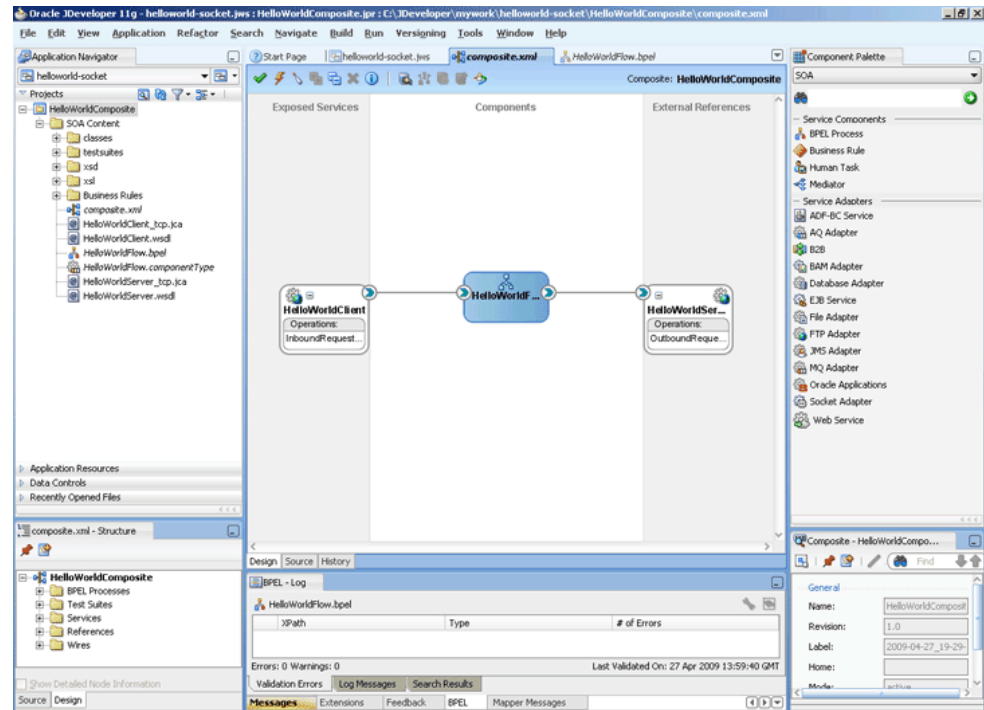 Oracle JDeveloper 11g - helloworld-socket.jws : HelloWorldComposite.jpr : C:\JDeveloper\mywork\helloworld-socket\HelloWorldComposite\composite.xml
File Edit View Application Refactor Search Navigate Build Run Versigning Tools Window Help
Application Navigator
helloworld-socket
Projects
HelloWorldComposite
SOA Content
classes
testsuites
xsd
xsl
Business Rules
composite.xml
HelloWorldClient_tcp.jca
HelloWorldClient.wsdl
HelloWorldFlow.bpel
HelloWorldFlow.componentType
HelloWorldServer_tcp.jca
HelloWorldServer.wsdl
Application Resources
Data Controls
Recently Opened Files
composite.xml - Structure
HelloWorldComposite
BPEL Processes
Test Suites
Services
References
Wires
Show Detailed Node Information
Source Design
Start Page helloworld-socket.jws composite.xml HelloWorldFlow.bpel
Composite: HelloWorldComposite
Exposed Services Components External References
HelloWorldClient
Operations:
InboundRequest...
HelloWorldF ...
HelloWorldSer...
Operations:
OutboundReque...
Design Source History
BPEL - Log
HelloWorldFlow.bpel
XPath Type # of Errors
Errors: 0 Warnings: 0 Last Validated On: 27 Apr 2009 13:59:40 GMT
Validation Errors Log Messages Search Results
Messages Extensions Feedback BPEL Mapper Messages
Component Palette
SOA
Service Components
BPEL Process
Business Rule
Human Task
Mediator
Service Adapters
ADF-BC Service
AQ Adapter
B2B
BAM Adapter
Database Adapter
EJB Service
File Adapter
FTP Adapter
JMS Adapter
MQ Adapter
Oracle Applications
Socket Adapter
Web Service
Composite - HelloWorldCompo...
Find
General
Name: HelloWorldComposit
Revision: 1.0
Label: 2009-04-27_19-29-
Home:
Mode: active